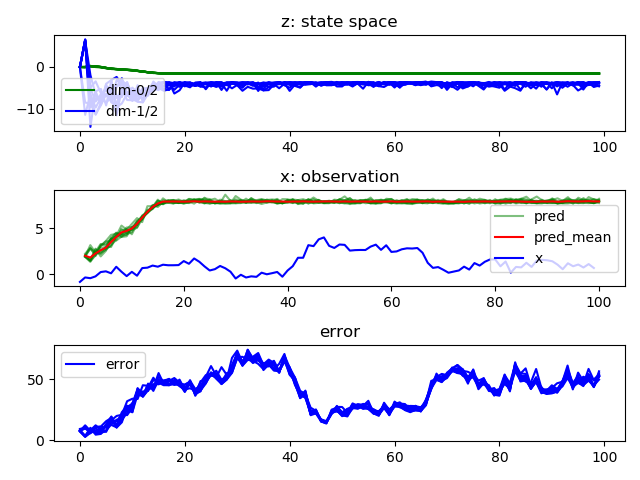 z: state space
0
−10
dim-0/2
dim-1/2
0 20 40 60 80 100
x: observation
5
0
pred
pred_mean
x
0 20 40 60 80 100
error
50
0
error
0 20 40 60 80 100